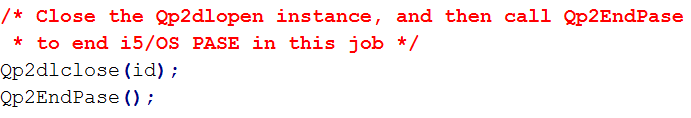 /* Close the Qp2dlopen instance, and then call Qp2EndPase
 * to end i5/OS PASE in this job */
Qp2dlclose(id);
Qp2EndPase();